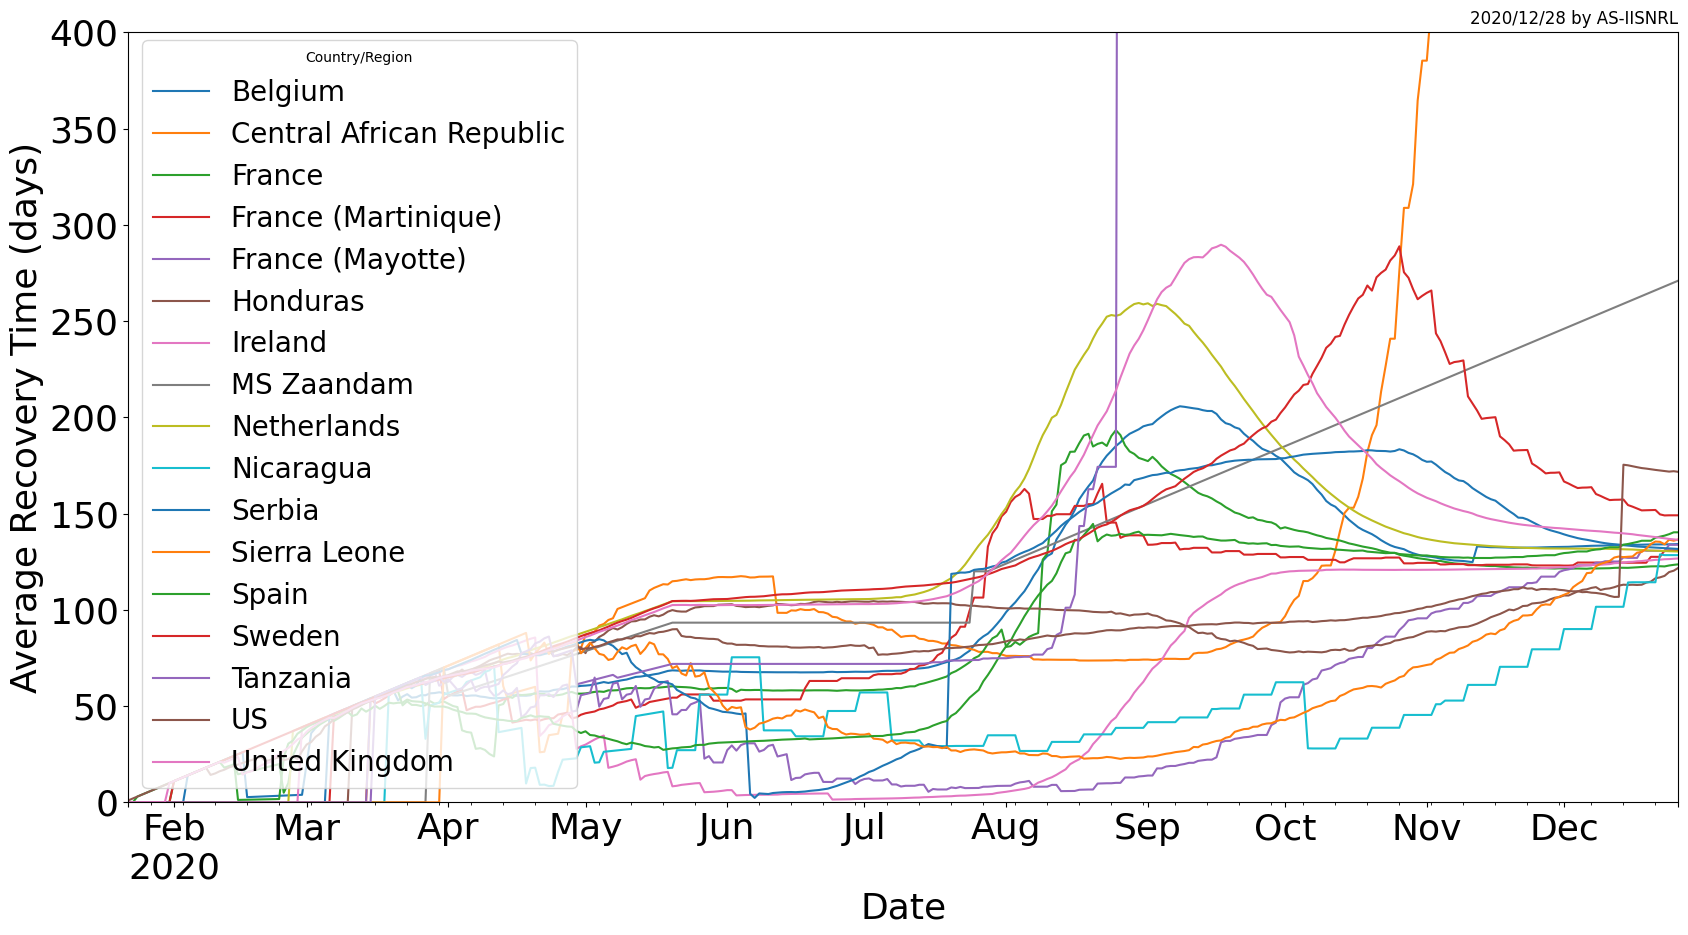 2020/12/28 by AS-IISNRL
400
350
300
250
200
150
100
50
0
Average Recovery Time (days)
Country/Region
Belgium
Central African Republic
France
France (Martinique)
France (Mayotte)
Honduras
Ireland
MS Zaandam
Netherlands
Nicaragua
Serbia
Sierra Leone
Spain
Sweden
Tanzania
US
United Kingdom
Feb Mar Apr May Jun Jul Aug Sep Oct Nov Dec
2020
Date